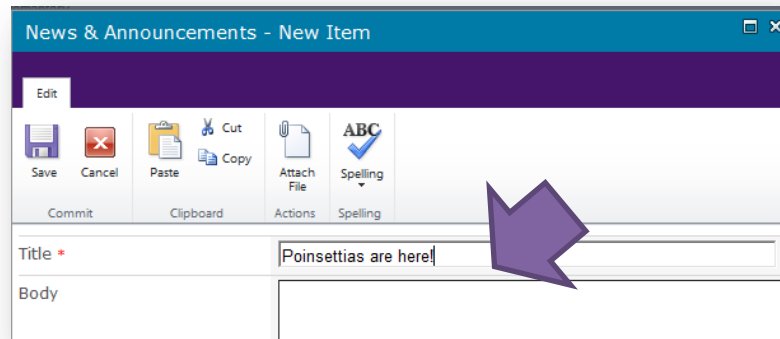 News & Announcements - New Item
Edit
Save
Cancel
Paste
Cut
Copy
Attach
File
ABC
Spelling
Commit
Clipboard
Actions
Spelling
Title *
Poinsettias are here!
Body